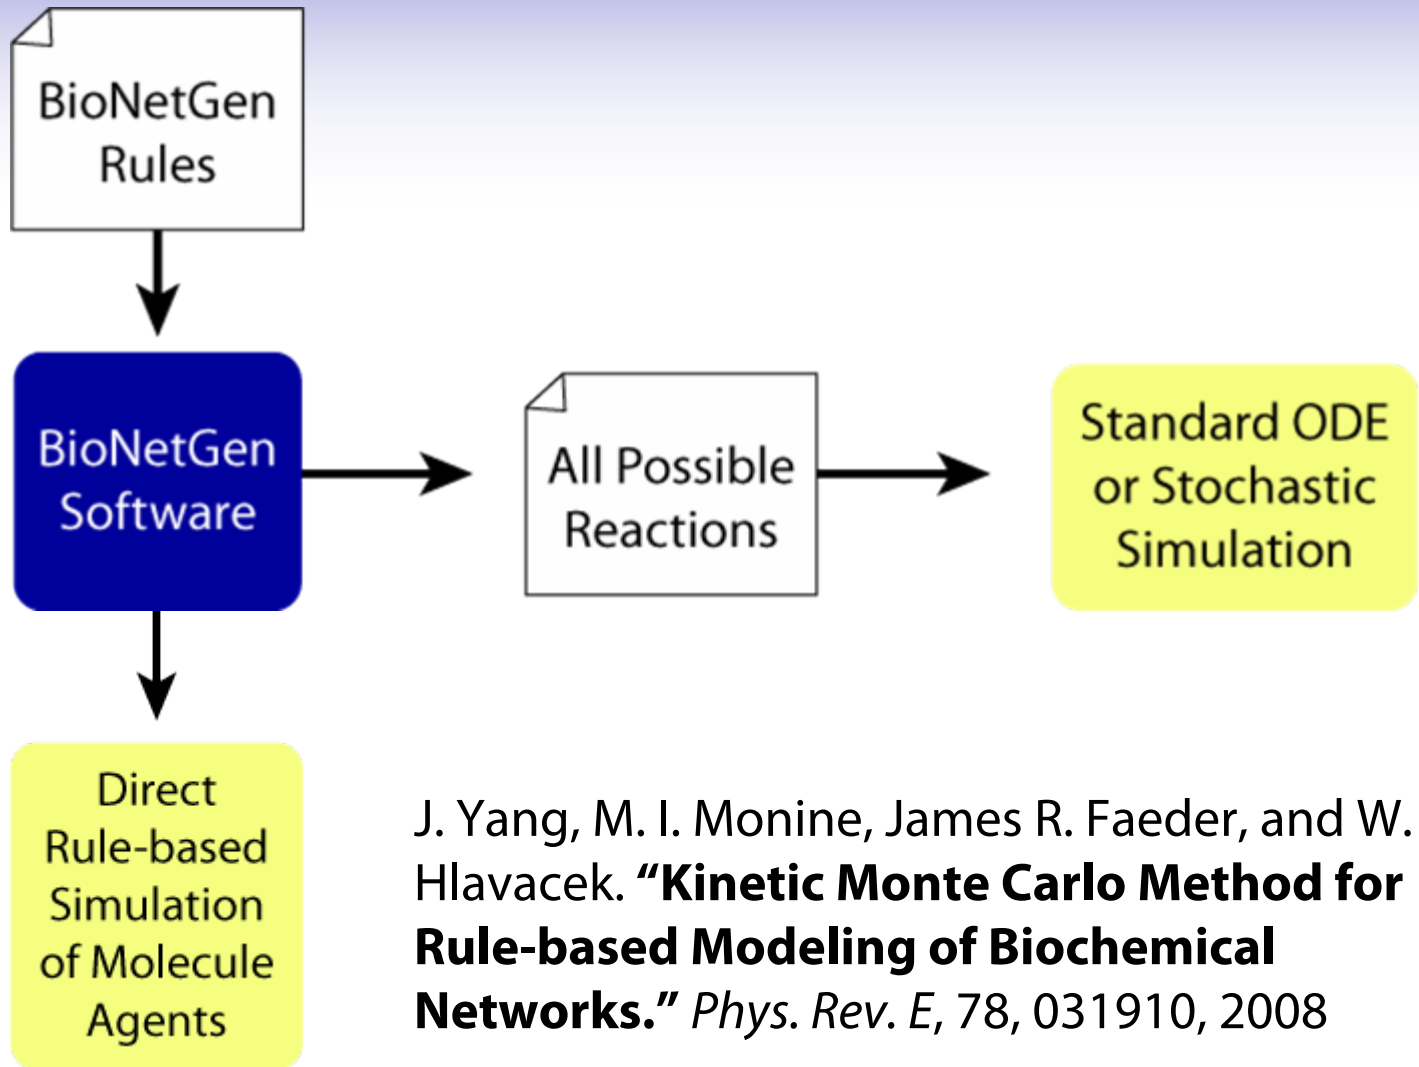 BioNetGen
Rules
BioNetGen
Software
All Possible
Reactions
Standard ODE
or Stochastic
Simulation
Direct
Rule-based
Simulation
of Molecule
Agents
J. Yang, M. I. Monine, James R. Faeder, and W.
Hlavacek. “Kinetic Monte Carlo Method for
Rule-based Modeling of Biochemical
Networks.” Phys. Rev. E, 78, 031910, 2008